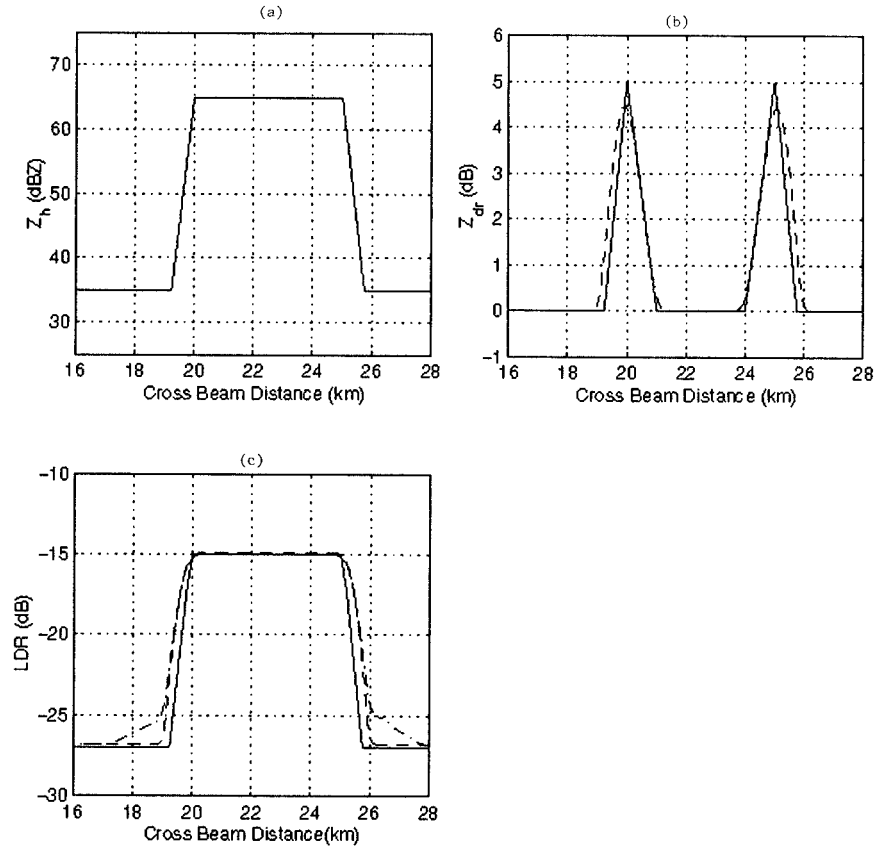 (a)
70
60
50
40
30
Z_h (dBZ)
16 18 20 22 24 26 28
Cross Beam Distance (km)
(b)
6
5
4
3
2
1
0
−1
Z_dr (dB)
16 18 20 22 24 26 28
Cross Beam Distance (km)
(c)
−10
−15
−20
−25
−30
LDR (dB)
16 18 20 22 24 26 28
Cross Beam Distance(km)